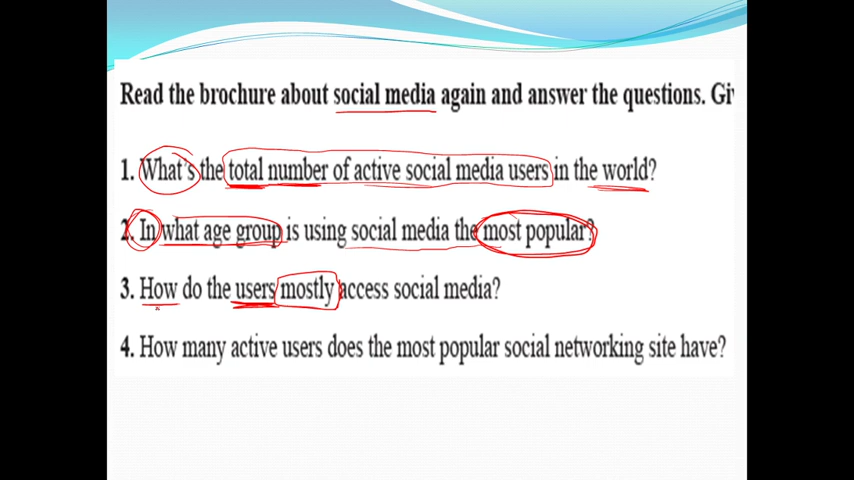 Read the brochure about social media again and answer the questions. Giv
1. What's the total number of active social media users in the world?
2. In what age group is using social media the most popular?
3. How do the users mostly access social media?
4. How many active users does the most popular social networking site have?